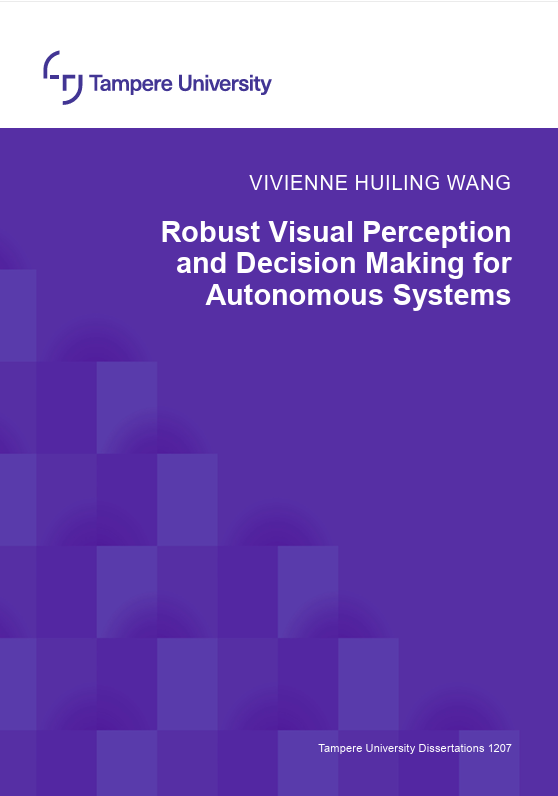 Tampere University
VIVIENNE HUILING WANG
Robust Visual Perception
and Decision Making for
Autonomous Systems
Tampere University Dissertations 1207